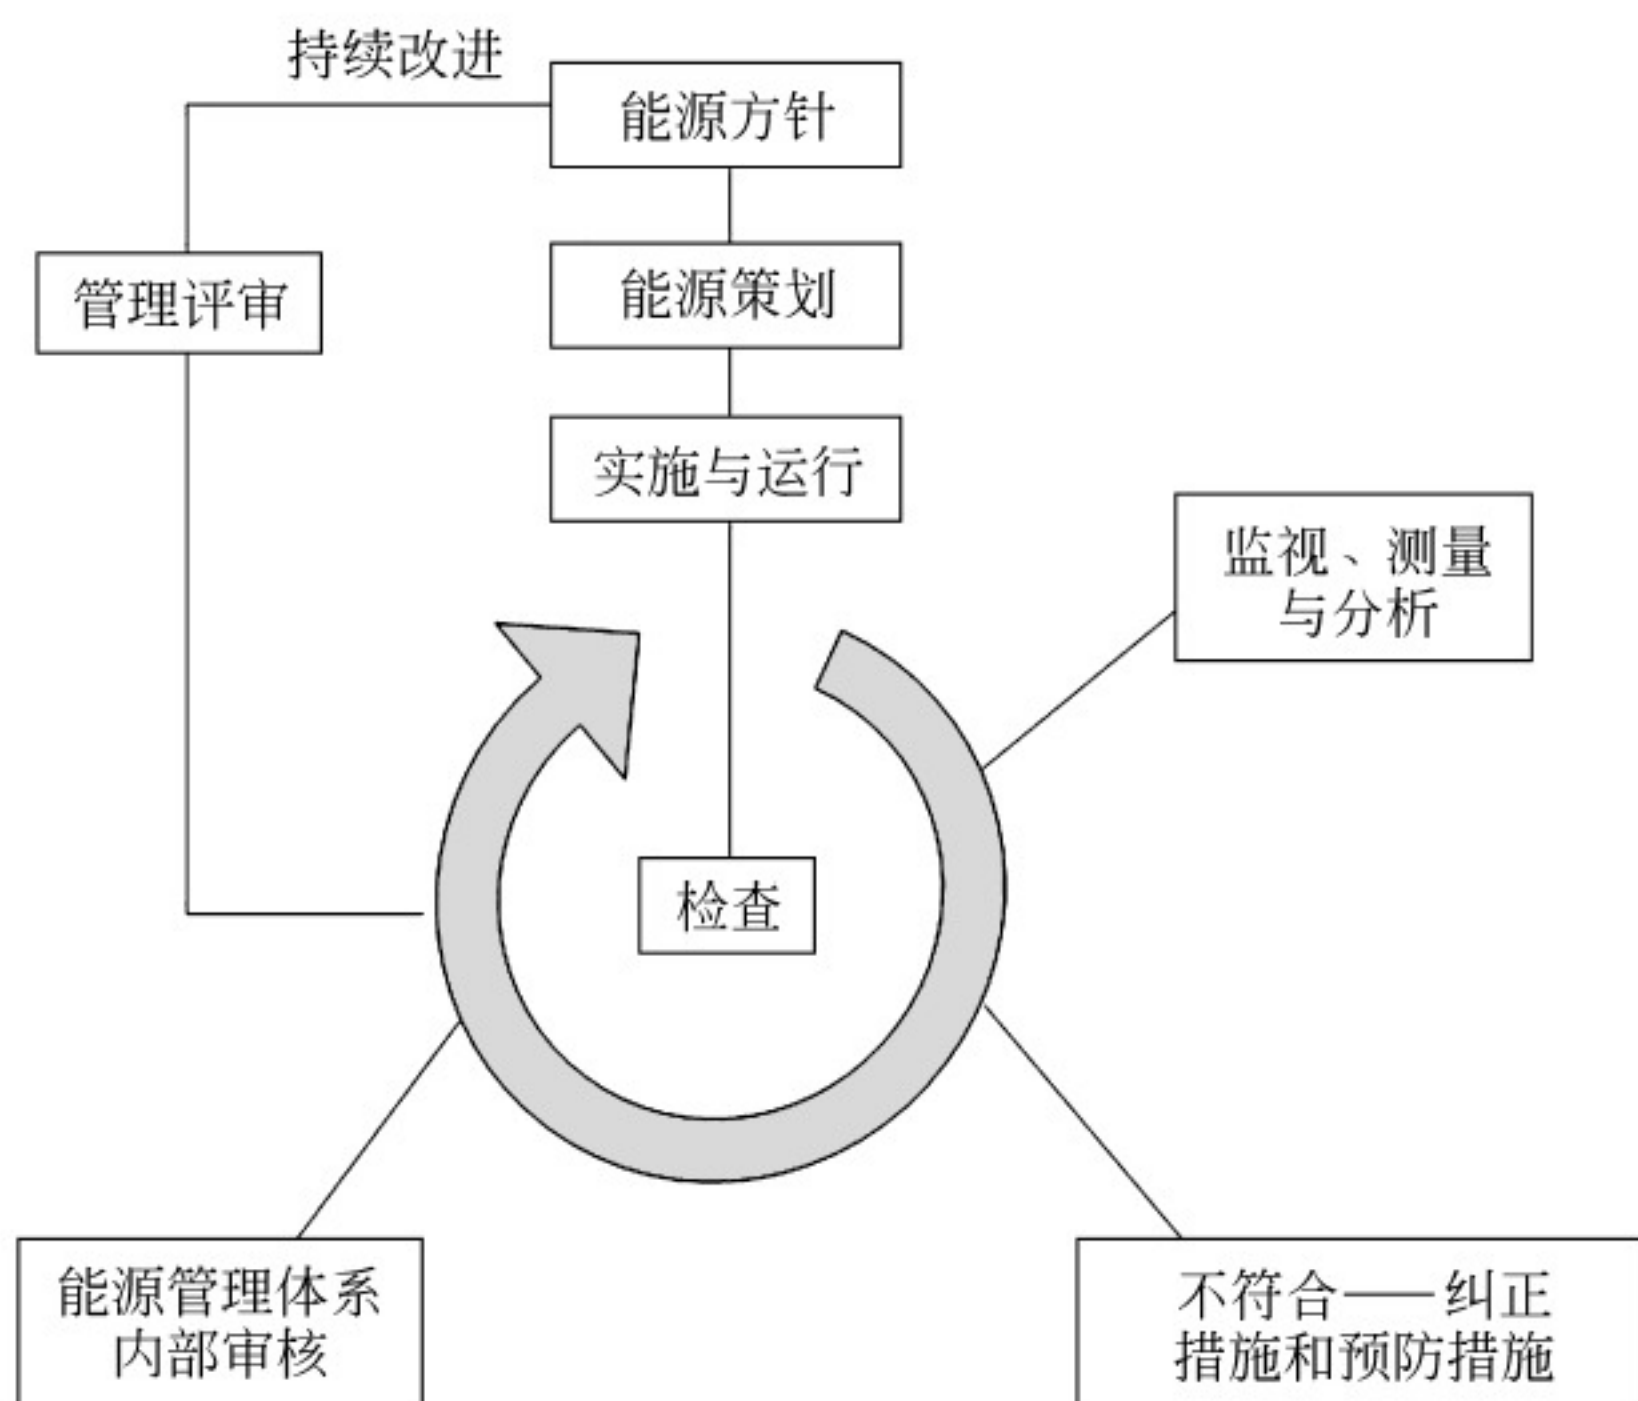 持续改进
能源方针
管理评审
能源策划
实施与运行
监视、测量
与分析
检查
能源管理体系
内部审核
不符合——纠正
措施和预防措施